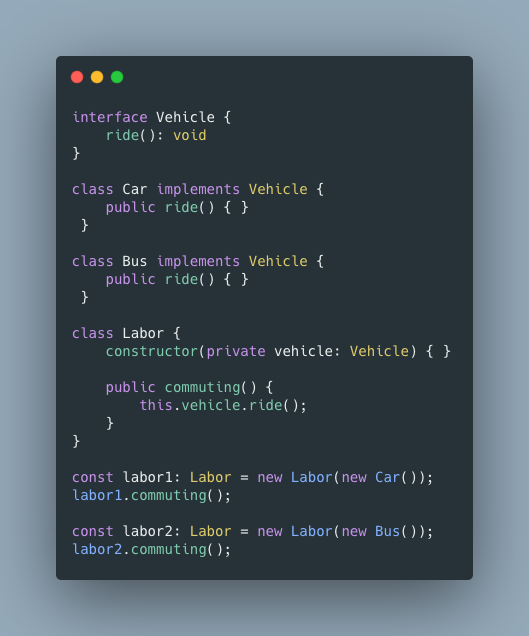 interface Vehicle {
    ride(): void
}

class Car implements Vehicle {
    public ride() { }
 }

class Bus implements Vehicle {
    public ride() { }
 }

class Labor {
    constructor(private vehicle: Vehicle) { }

    public commuting() {
        this.vehicle.ride();
    }
}

const labor1: Labor = new Labor(new Car());
labor1.commuting();

const labor2: Labor = new Labor(new Bus());
labor2.commuting();